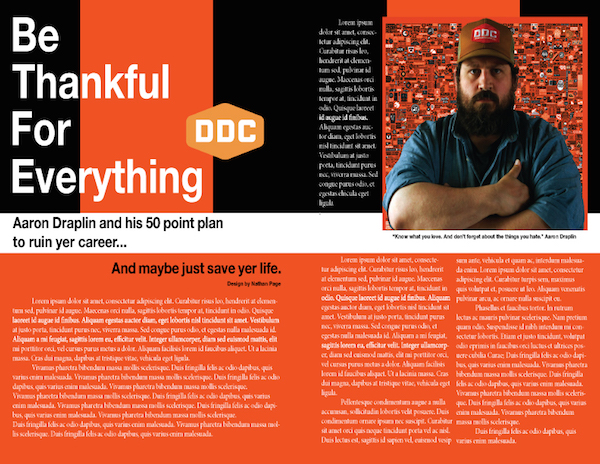 Be
Thankful
For
Everything
DDC
Aaron Draplin and his 50 point plan
to ruin yer career...
And maybe just save yer life.
Design by Nathan Page
Lorem ipsum dolor sit amet, consectetur adipiscing elit. Curabitur risus leo, hendrerit at elemen-
tum sed, pulvinar id augue. Maecenas orci nulla, sagittis lobortis tempor at, tincidunt in odio. Quisque
laoreet id augue id finibus. Aliquam egestas auctor diam, eget lobortis nisl tincidunt sit amet. Vestibulum
at justo porta, tincidunt purus nec, viverra massa. Sed congue purus odio, et egestas nulla malesuada id.
Aliquam a mi feugiat, sagittis lorem eu, efficitur velit. Integer ullamcorper, diam sed euismod mattis, elit
mi porttitor orci, vel cursus purus metus a dolor. Aliquam facilisis lorem id faucibus aliquet. Ut a lacinia
massa. Cras dui magna, dapibus at tristique vitae, vehicula eget ligula.
Vivamus pharetra bibendum massa mollis scelerisque. Duis fringilla felis ac odio dapibus, quis
varius enim malesuada. Vivamus pharetra bibendum massa mollis scelerisque. Duis fringilla felis ac odio
dapibus, quis varius enim malesuada. Vivamus pharetra bibendum massa mollis scelerisque.
Vivamus pharetra bibendum massa mollis scelerisque. Duis fringilla felis ac odio dapibus, quis varius
enim malesuada. Vivamus pharetra bibendum massa mollis scelerisque. Duis fringilla felis ac odio dapi-
bus, quis varius enim malesuada. Vivamus pharetra bibendum massa mollis scelerisque.
Duis fringilla felis ac odio dapibus, quis varius enim malesuada. Vivamus pharetra bibendum massa mol-
lis scelerisque. Duis fringilla felis ac odio dapibus, quis varius enim malesuada.
Lorem ipsum
dolor sit amet, consec-
tetur adipiscing elit.
Curabitur risus leo,
hendrerit at elemen-
tum sed, pulvinar id
augue. Maecenas orci
nulla, sagittis lobortis
tempor at, tincidunt in
odio. Quisque laoreet
id augue id finibus.
Aliquam egestas auc-
tor diam, eget lobortis
nisl tincidunt sit amet.
Vestibulum at justo
porta, tincidunt purus
nec, viverra massa. Sed
congue purus odio, et
egestas ehicula eget
ligula
DDC
"Know what you love. And don't forget about the things you hate." Aaron Draplin
Lorem ipsum dolor sit amet, consecte-
tur adipiscing elit. Curabitur risus leo, hendrerit
at elementum sed, pulvinar id augue. Maecenas
orci nulla, sagittis lobortis tempor at, tincidunt in
odio. Quisque laoreet id augue id finibus. Aliquam
egestas auctor diam, eget lobortis nisl tincidunt sit
amet. Vestibulum at justo porta, tincidunt purus
nec, viverra massa. Sed congue purus odio, et
egestas nulla malesuada id. Aliquam a mi feugiat,
sagittis lorem eu, efficitur velit. Integer ullamcorp-
er, diam sed euismod mattis, elit mi porttitor orci,
vel cursus purus metus a dolor. Aliquam facilisis
lorem id faucibus aliquet. Ut a lacinia massa. Cras
dui magna, dapibus at tristique vitae, vehicula eget
ligula.
Pellentesque condimentum augue a nulla
accumsan, sollicitudin lobortis velit posuere. Duis
condimentum ornare ipsum nec suscipit. Curabitur
sit amet orci quis neque tincidunt porta vel ac nisl.
Duis lectus est, sagittis id sapien vel, euismod vesip
sum ante, vehicula et quam ac, interdum malesua-
da enim. Lorem ipsum dolor sit amet, consectetur
adipiscing elit. Curabitur turpis sem, maximus
quis volutpat et, posuere ut leo. Aliquam venenatis
pulvinar arcu, ac ornare nulla suscipit eu.
Phasellus et faucibus tortor. In rutrum
lectus ac mauris pulvinar scelerisque. Nam pretium
quam odio. Suspendisse id nibh interdum mi con-
sectetur lobortis. Etiam et justo tincidunt, volutpat
odio Duis fringilla felis ac odio dapi-
bus, quis varius enim malesuada. Vivamus pharetra
bibendum massa mollis scelerisque. Duis fringilla
felis ac odio dapibus, quis varius enim malesuada.
Vivamus pharetra bibendum massa mollis sceleris-
que. Duis fringilla felis ac odio dapibus, quis varius
enim malesuada. Vivamus pharetra bibendum
massa mollis scelerisque.
Duis fringilla felis ac odio dapibus, quis
varius enim malesuada.